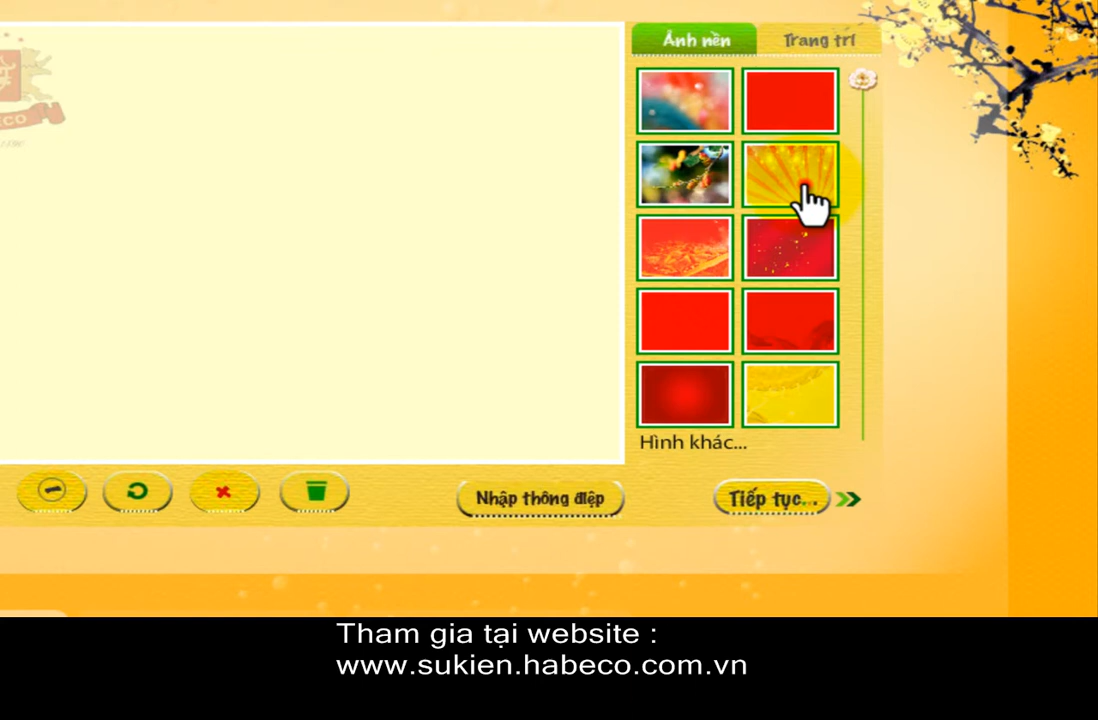 Ảnh nền
Trang trí
ECO
Hình khác...
Nhập thông điệp
Tiếp tục...
Tham gia tại website :
www.sukien.habeco.com.vn